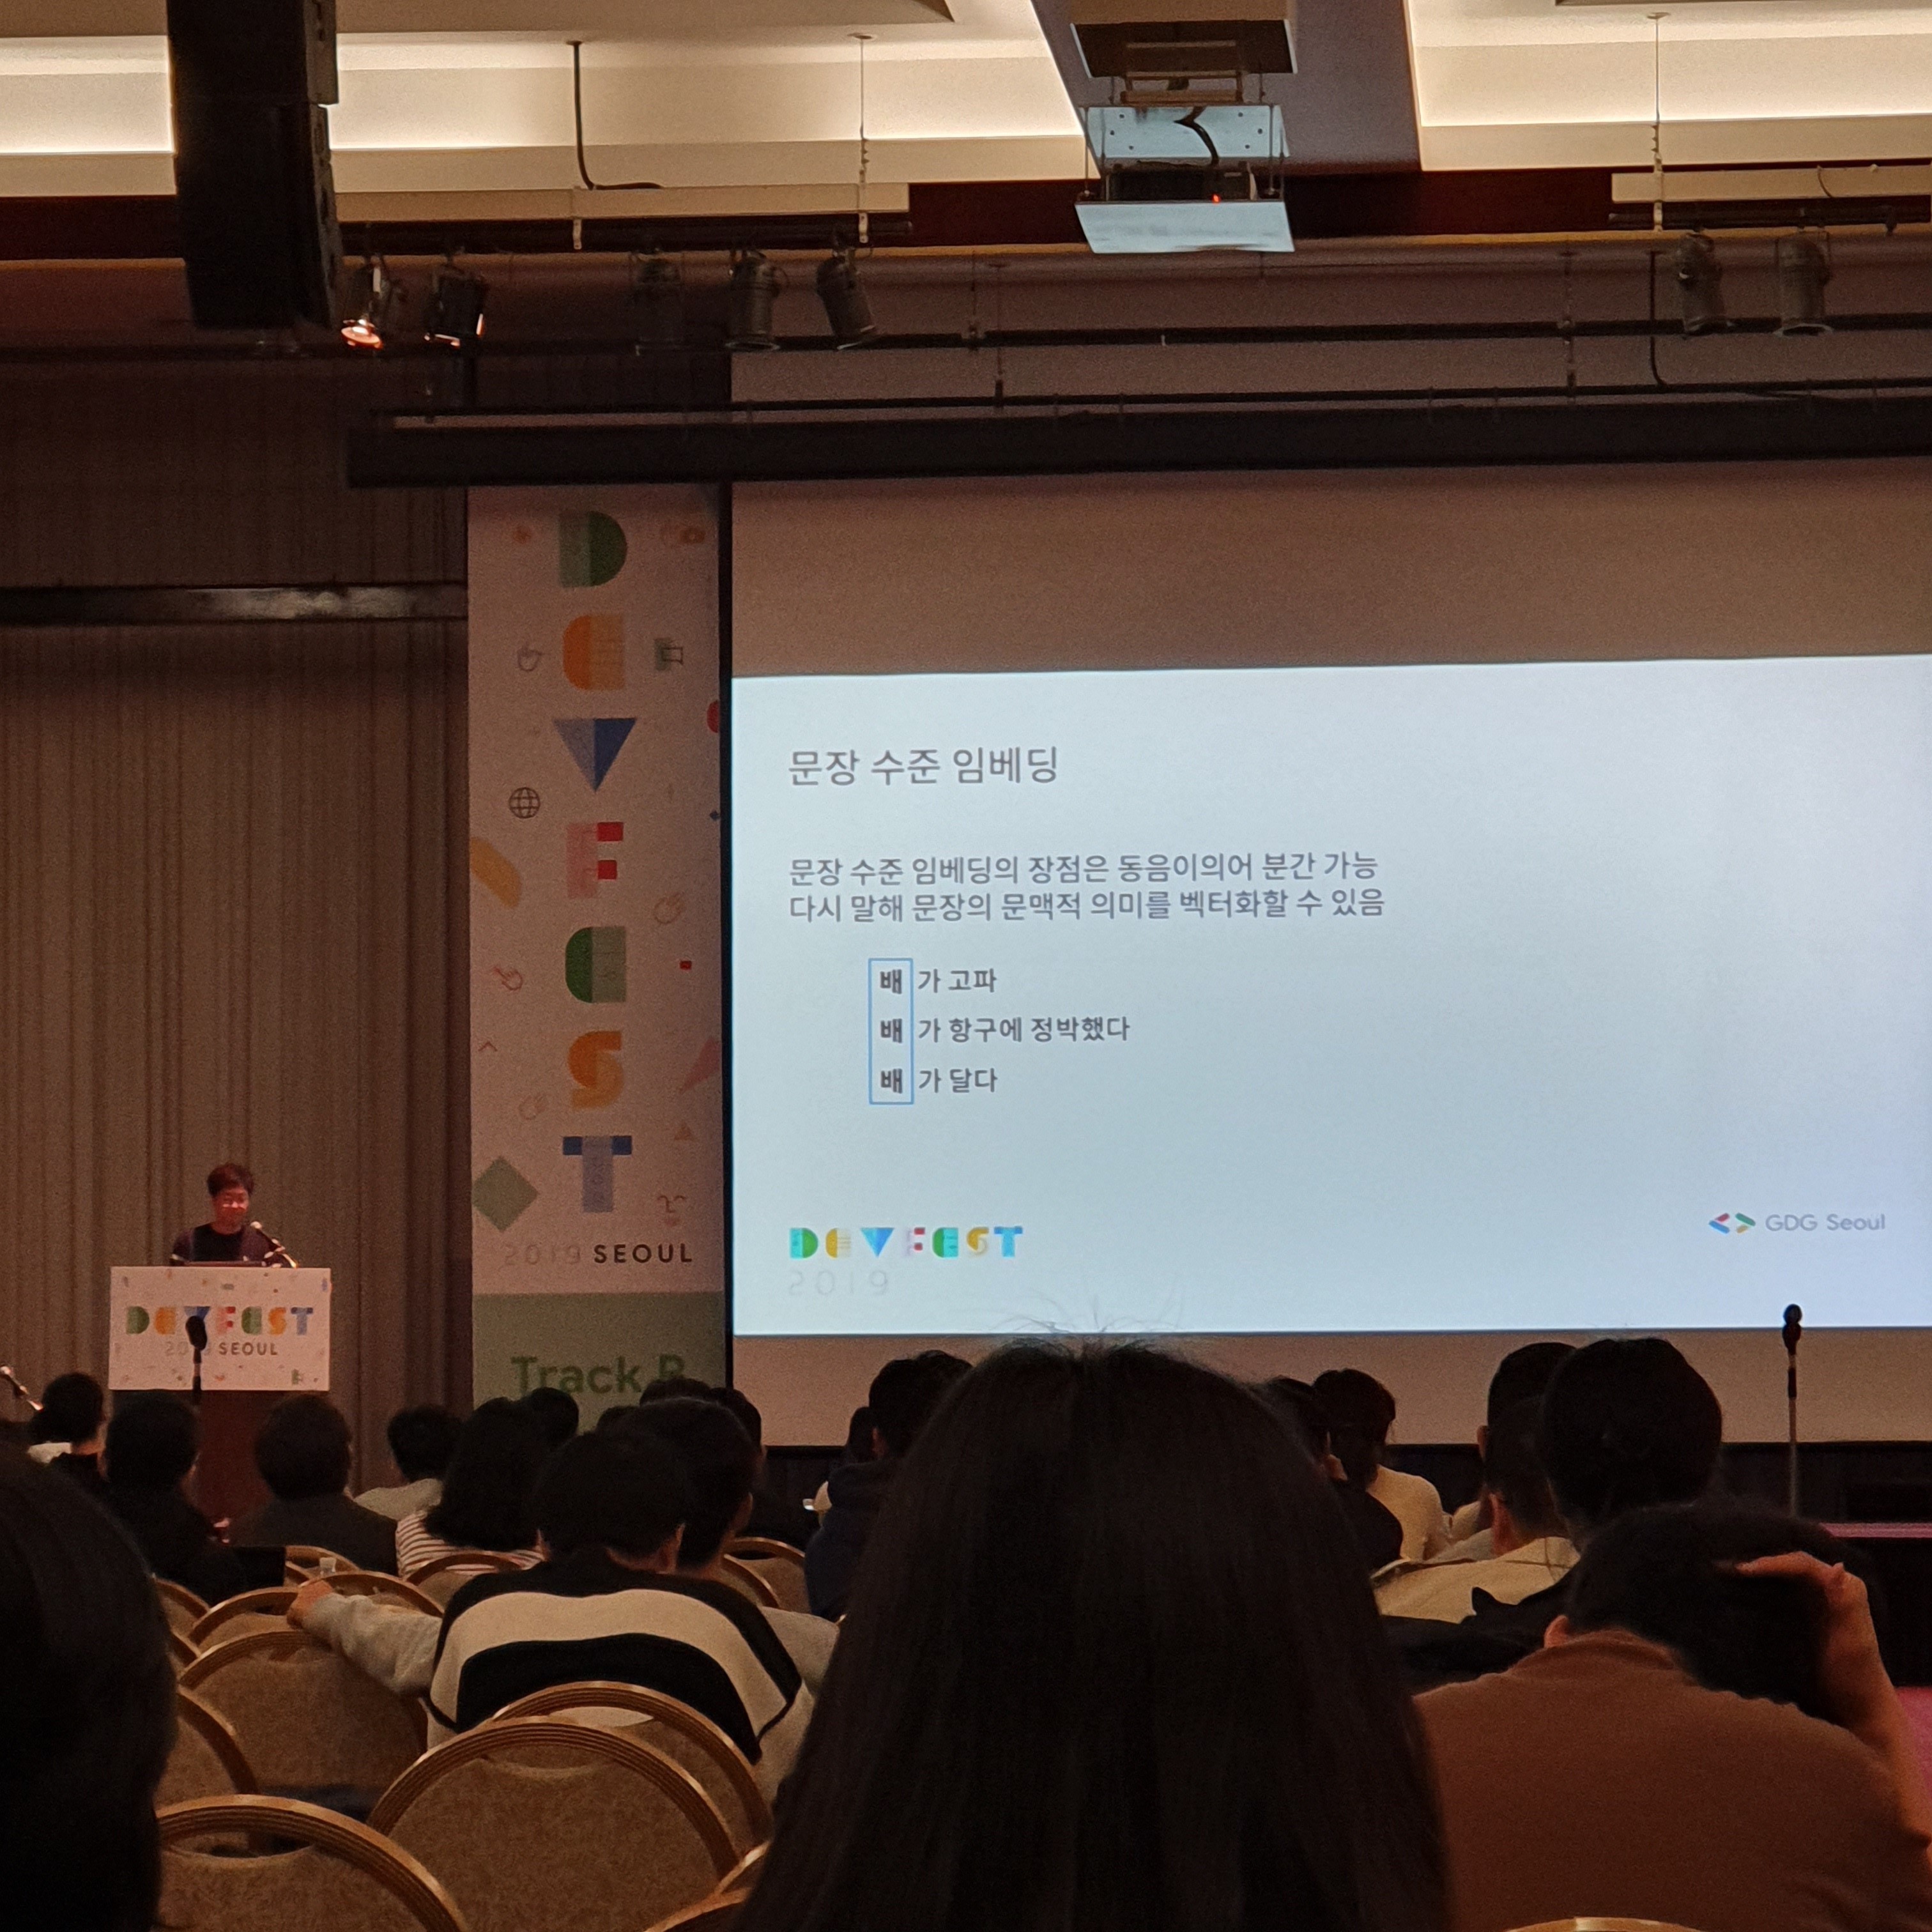 DEVFEST
2019 SEOUL
Track B
문장 수준 임베딩
문장 수준 임베딩의 장점은 동음이의어 분간 가능
다시 말해 문장의 문맥적 의미를 벡터화할 수 있음
배 가 고파
배 가 항구에 정박했다
배 가 달다
DEVFEST
2019
GDG Seoul
DEVFEST
2019 SEOUL